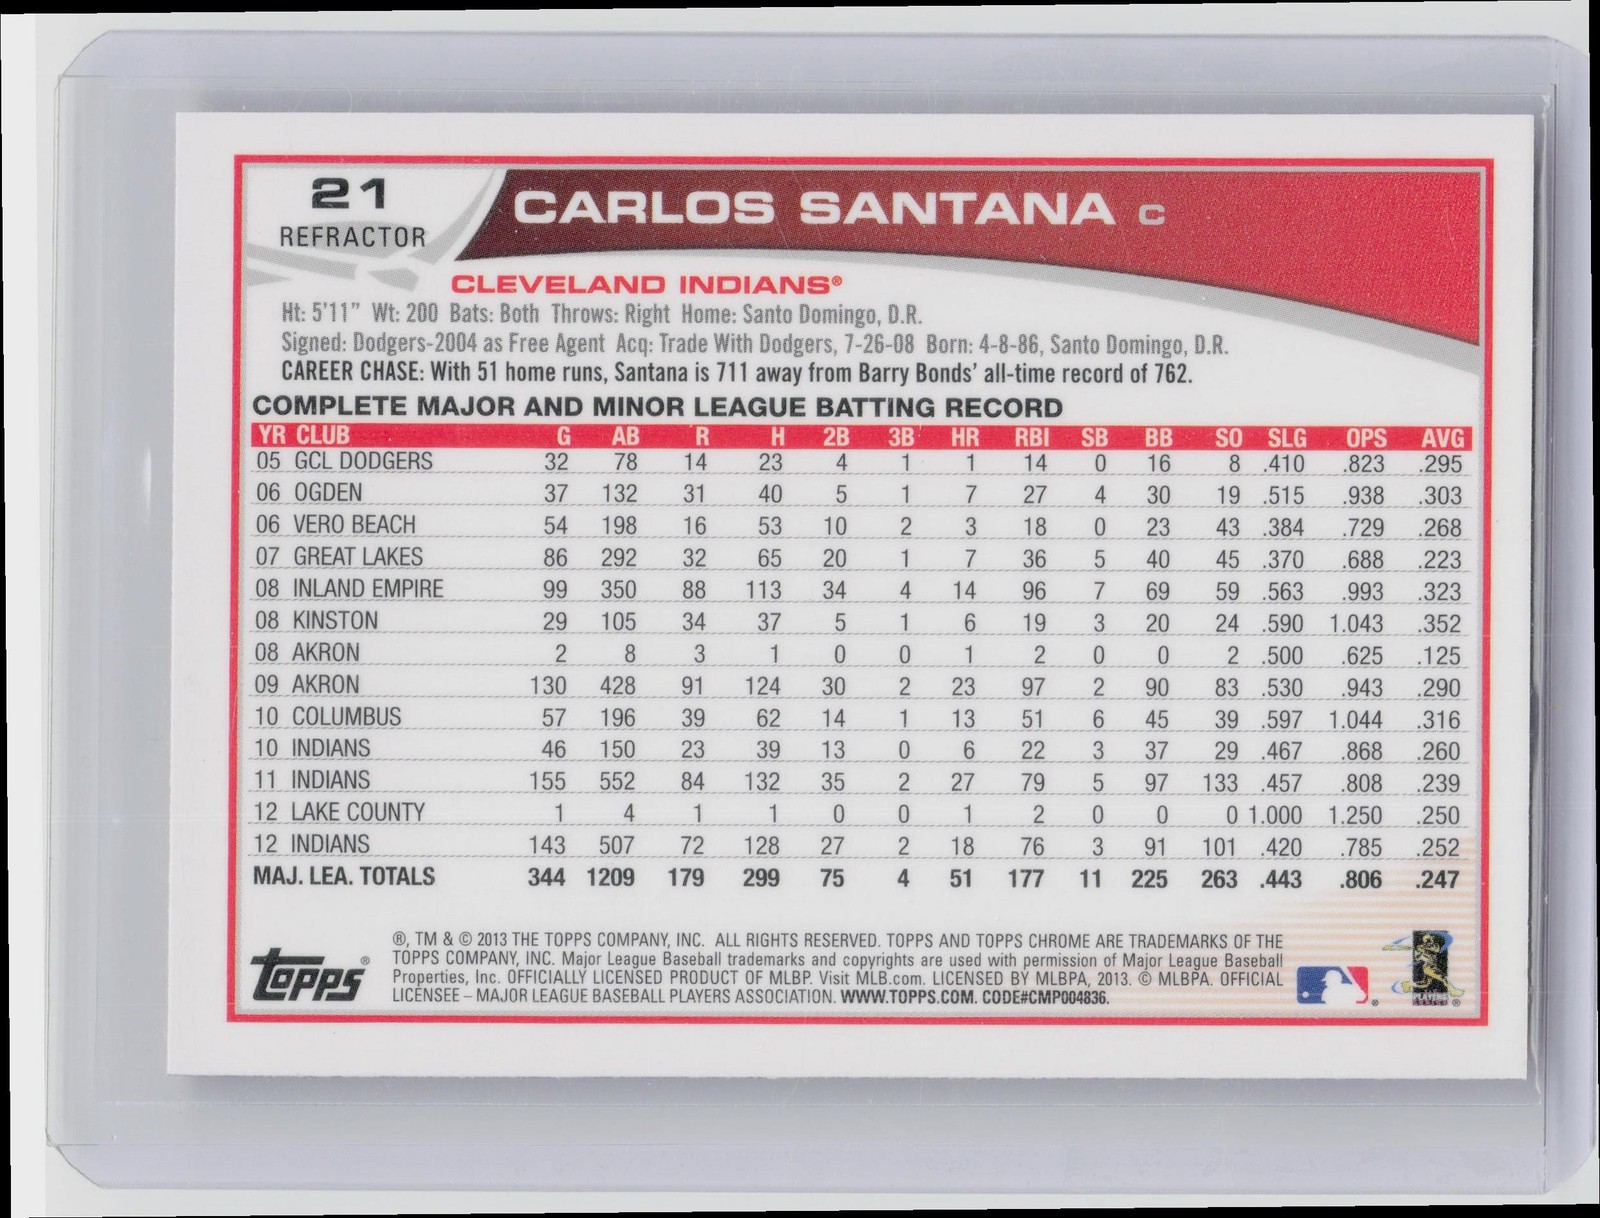 21
REFRACTOR
CARLOS SANTANA C
CLEVELAND INDIANS®
Ht: 5'11" Wt: 200 Bats: Both Throws: Right Home: Santo Domingo, D.R.
Signed: Dodgers-2004 as Free Agent Acq: Trade With Dodgers, 7-26-08 Born: 4-8-86, Santo Domingo, D.R.
CAREER CHASE: With 51 home runs, Santana is 711 away from Barry Bonds' all-time record of 762.
COMPLETE MAJOR AND MINOR LEAGUE BATTING RECORD
YR CLUB G AB R H 2B 3B HR RBI SB BB SO SLG OPS AVG
05 GCL DODGERS 32 78 14 23 4 1 1 14 0 16 8 .410 .823 .295
06 OGDEN 37 132 31 40 5 1 7 27 4 30 19 .515 .938 .303
06 VERO BEACH 54 198 16 53 10 2 3 18 0 23 43 .384 .729 .268
07 GREAT LAKES 86 292 32 65 20 1 7 36 5 40 45 .370 .688 .223
08 INLAND EMPIRE 99 350 88 113 34 4 14 96 7 69 59 .563 .993 .323
08 KINSTON 29 105 34 37 5 1 6 19 3 20 24 .590 1.043 .352
08 AKRON 2 8 3 1 0 0 1 2 0 0 2 .500 .625 .125
09 AKRON 130 428 91 124 30 2 23 97 2 90 83 .530 .943 .290
10 COLUMBUS 57 196 39 62 14 1 13 51 6 45 39 .597 1.044 .316
10 INDIANS 46 150 23 39 13 0 6 22 3 37 29 .467 .868 .260
11 INDIANS 155 552 84 132 35 2 27 79 5 97 133 .457 .808 .239
12 LAKE COUNTY 1 4 1 1 0 0 1 2 0 0 0 1.000 1.250 .250
12 INDIANS 143 507 72 128 27 2 18 76 3 91 101 .420 .785 .252
MAJ. LEA. TOTALS 344 1209 179 299 75 4 51 177 11 225 263 .443 .806 .247
topps®
®, TM & © 2013 THE TOPPS COMPANY, INC. ALL RIGHTS RESERVED. TOPPS AND TOPPS CHROME ARE TRADEMARKS OF THE
TOPPS COMPANY, INC. Major League Baseball trademarks and copyrights are used with permission of Major League Baseball
Properties, Inc. OFFICIALLY LICENSED PRODUCT OF MLBP. Visit MLB.com. LICENSED BY MLBPA, 2013. © MLBPA. OFFICIAL
LICENSEE – MAJOR LEAGUE BASEBALL PLAYERS ASSOCIATION. WWW.TOPPS.COM. CODE#CMP004836.